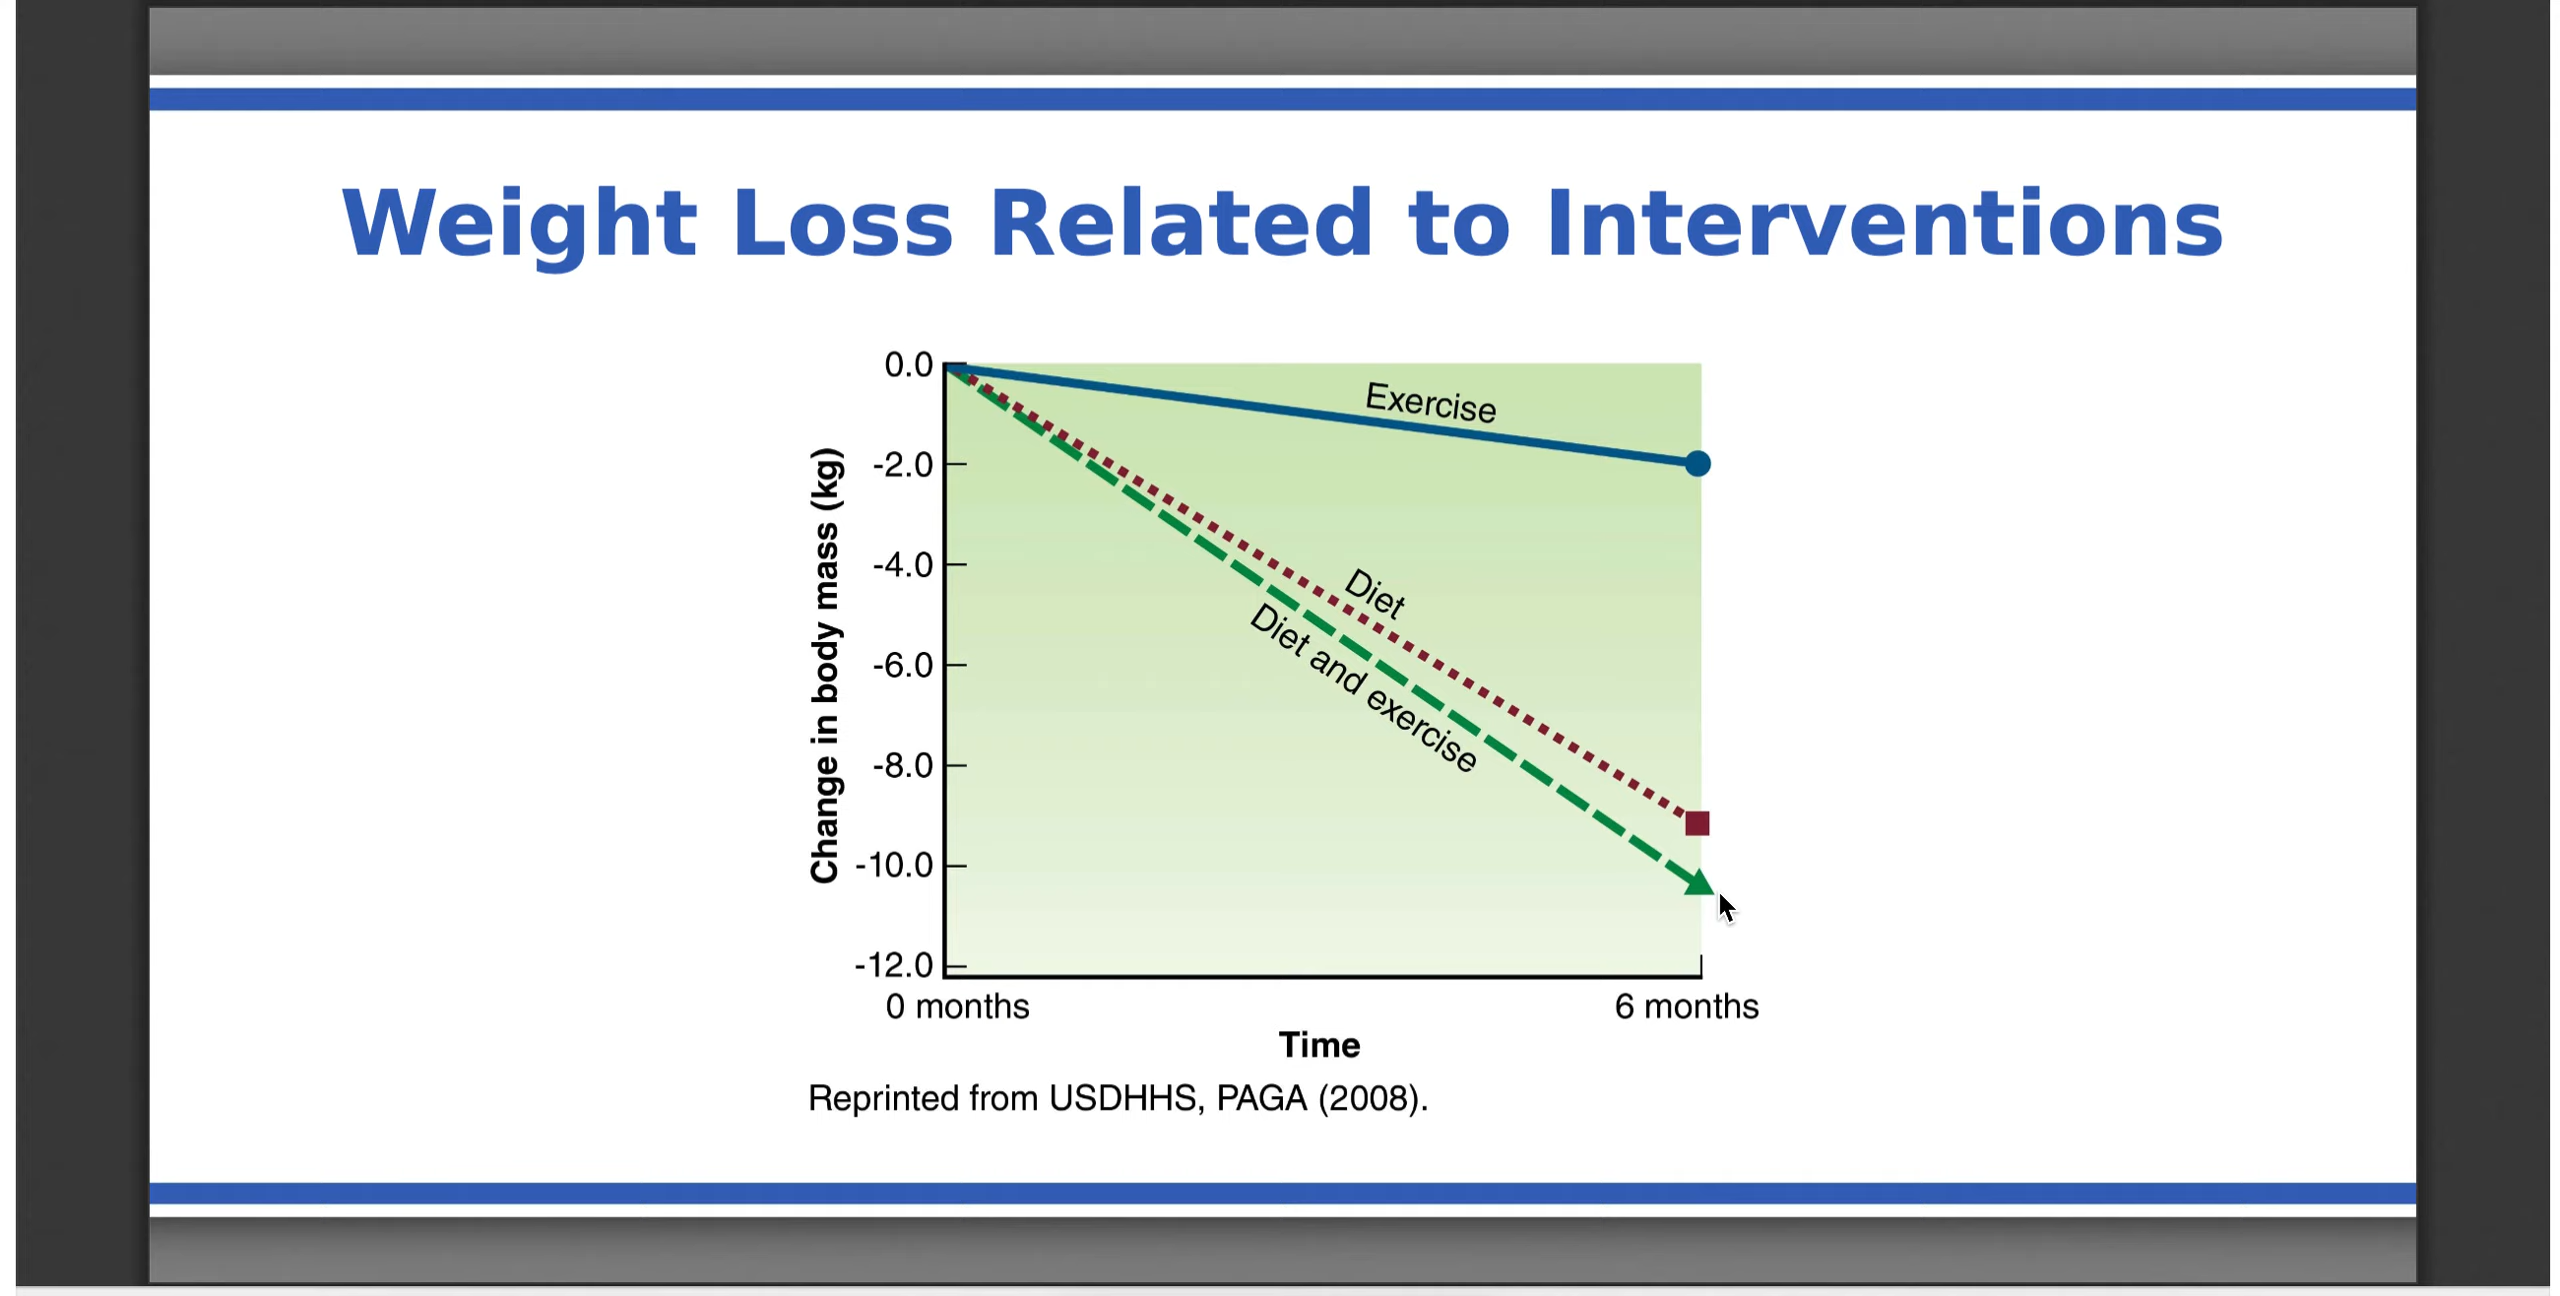 Weight Loss Related to Interventions
0.0
-2.0
-4.0
-6.0
-8.0
-10.0
-12.0
Change in body mass (kg)
Exercise
Diet
Diet and exercise
0 months
6 months
Time
Reprinted from USDHHS, PAGA (2008).